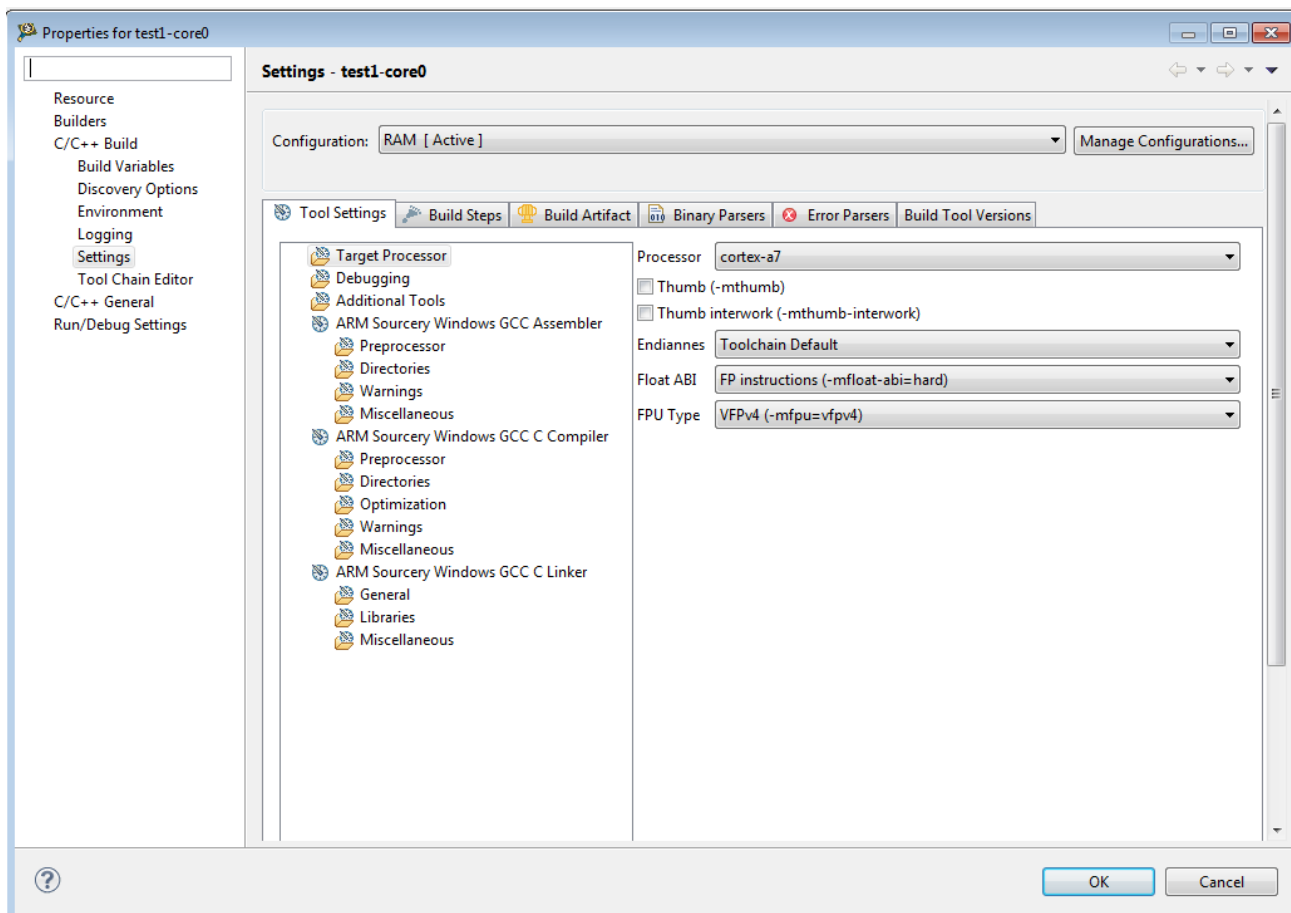 Properties for test1-core0
Settings - test1-core0
Resource
Builders
C/C++ Build
Build Variables
Discovery Options
Environment
Logging
Settings
Tool Chain Editor
C/C++ General
Run/Debug Settings
Configuration: RAM [ Active ] Manage Configurations...
Tool Settings Build Steps Build Artifact 010 Binary Parsers Error Parsers Build Tool Versions
Target Processor
Debugging
Additional Tools
ARM Sourcery Windows GCC Assembler
Preprocessor
Directories
Warnings
Miscellaneous
ARM Sourcery Windows GCC C Compiler
Preprocessor
Directories
Optimization
Warnings
Miscellaneous
ARM Sourcery Windows GCC C Linker
General
Libraries
Miscellaneous
Processor cortex-a7
Thumb (-mthumb)
Thumb interwork (-mthumb-interwork)
Endiannes Toolchain Default
Float ABI FP instructions (-mfloat-abi=hard)
FPU Type VFPv4 (-mfpu=vfpv4)
?
OK Cancel